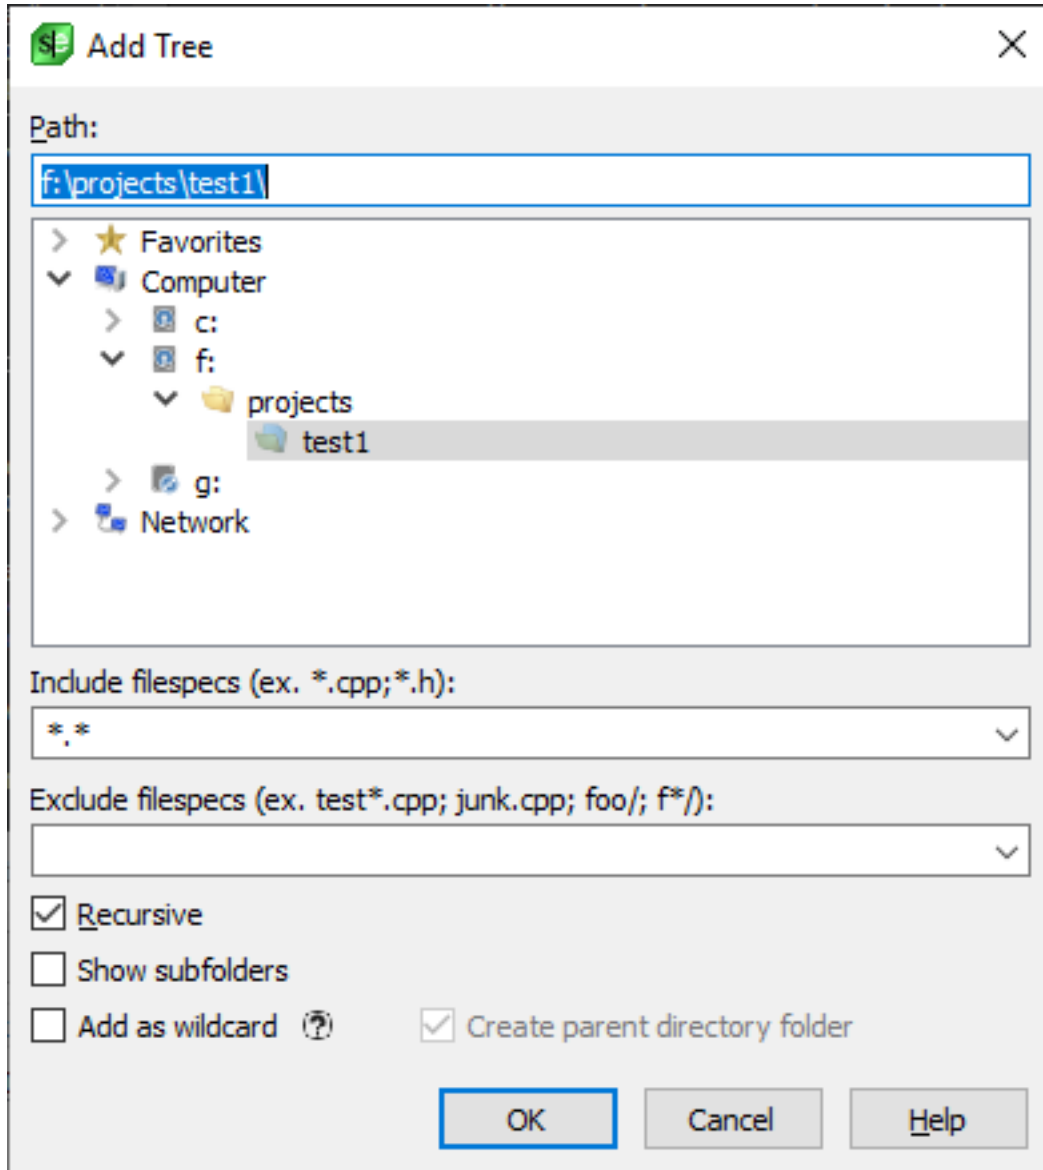 Add Tree
Path:
f:\projects\test1\
Favorites
Computer
c:
f:
projects
test1
g:
Network
Include filespecs (ex. *.cpp;*.h):
*.*
Exclude filespecs (ex. test*.cpp; junk.cpp; foo/; f*/):
Recursive
Show subfolders
Add as wildcard (?) Create parent directory folder
OK Cancel Help